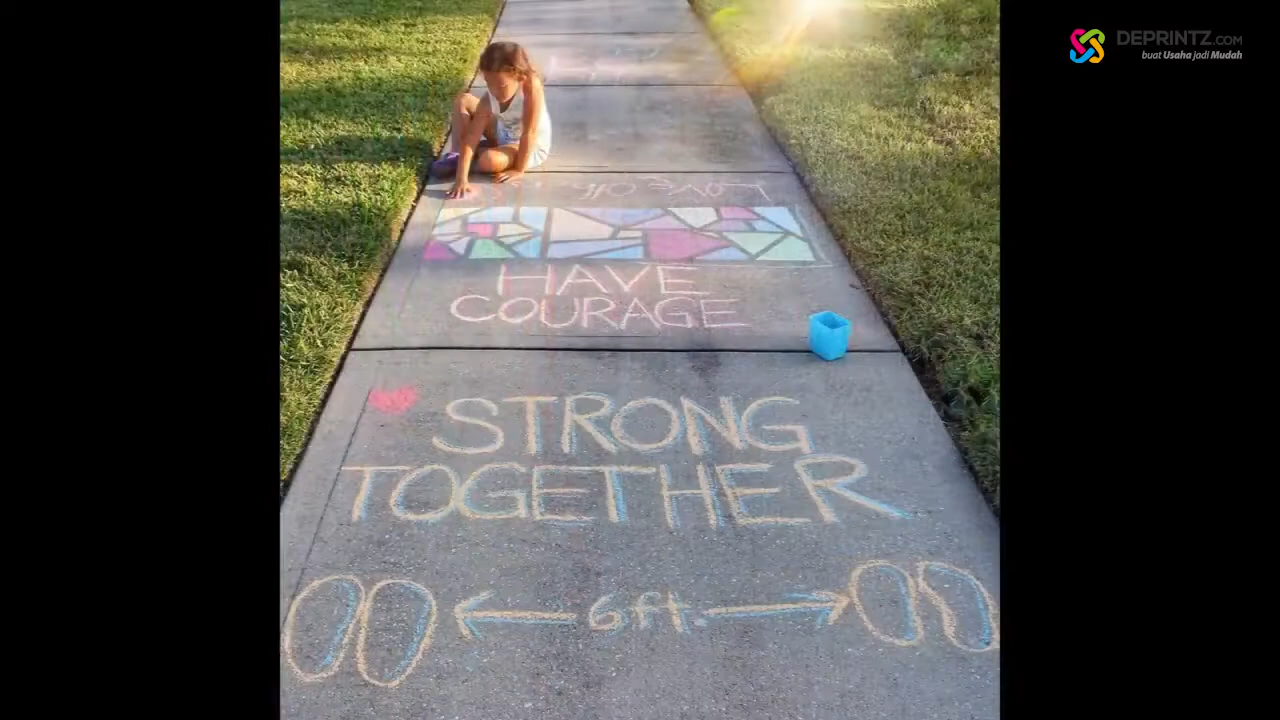 DEPRINTZ.COM
buat Usaha jadi Mudah
HAVE
COURAGE
STRONG
TOGETHER
6ft.